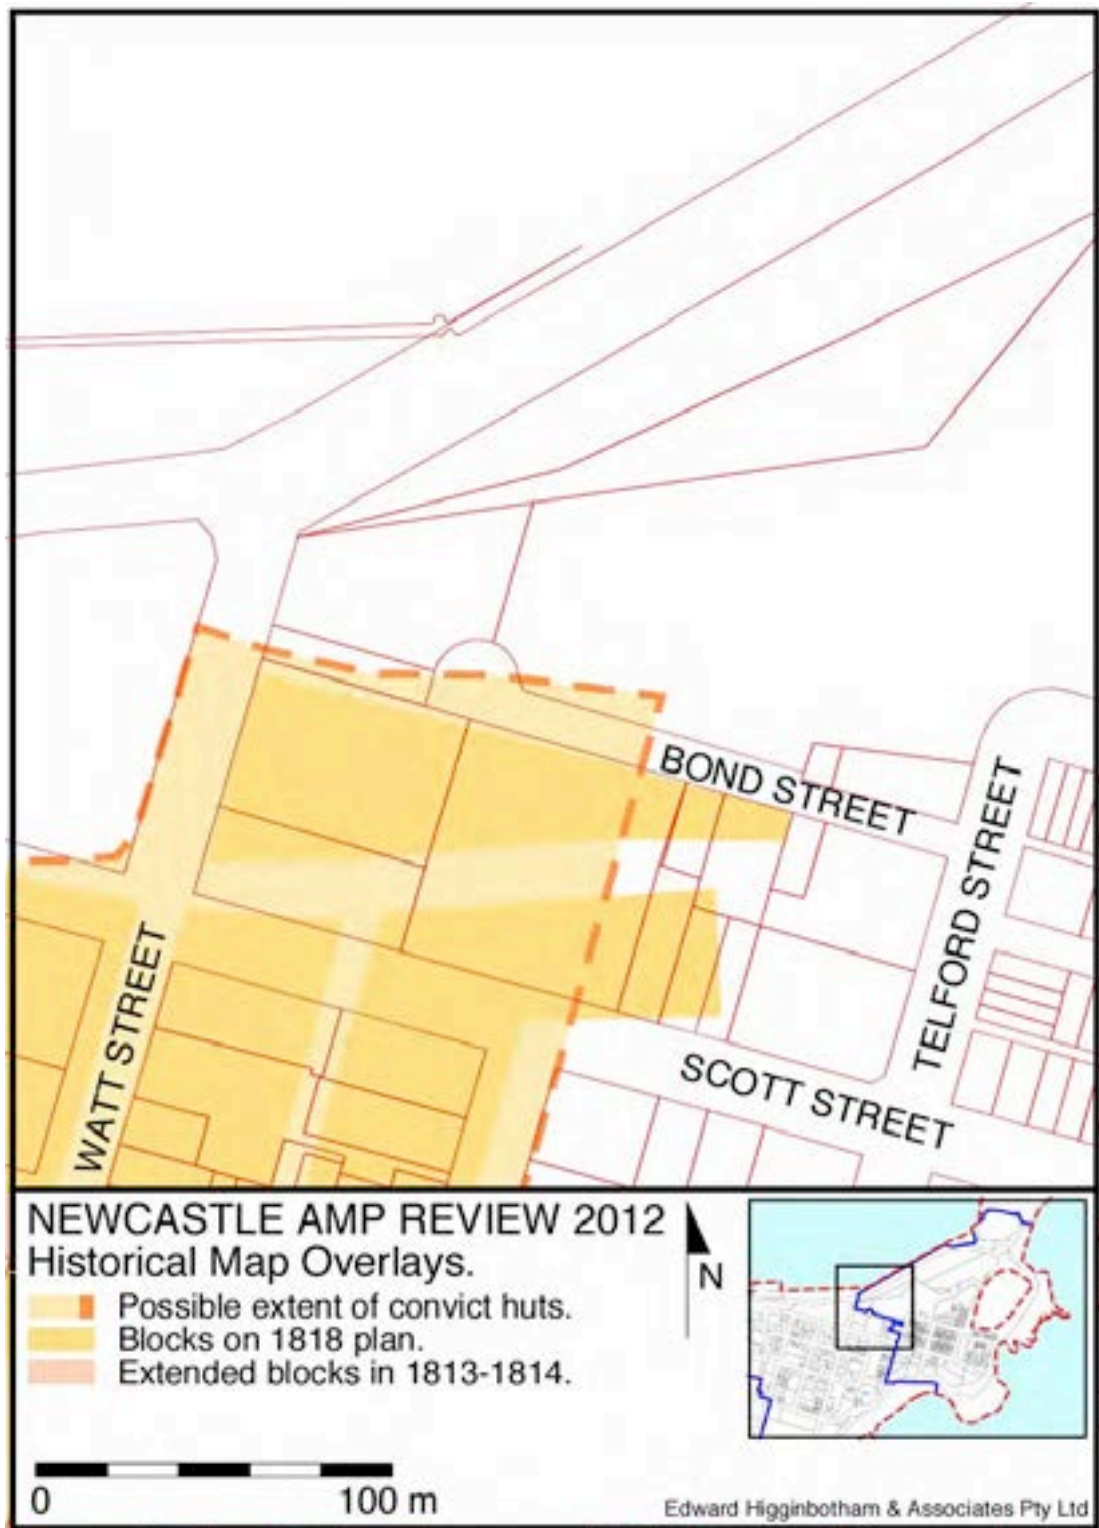 BOND STREET
TELFORD STREET
WATT STREET
SCOTT STREET
NEWCASTLE AMP REVIEW 2012
Historical Map Overlays.
N
Possible extent of convict huts.
Blocks on 1818 plan.
Extended blocks in 1813-1814.
0 100 m
Edward Higginbotham & Associates Pty Ltd